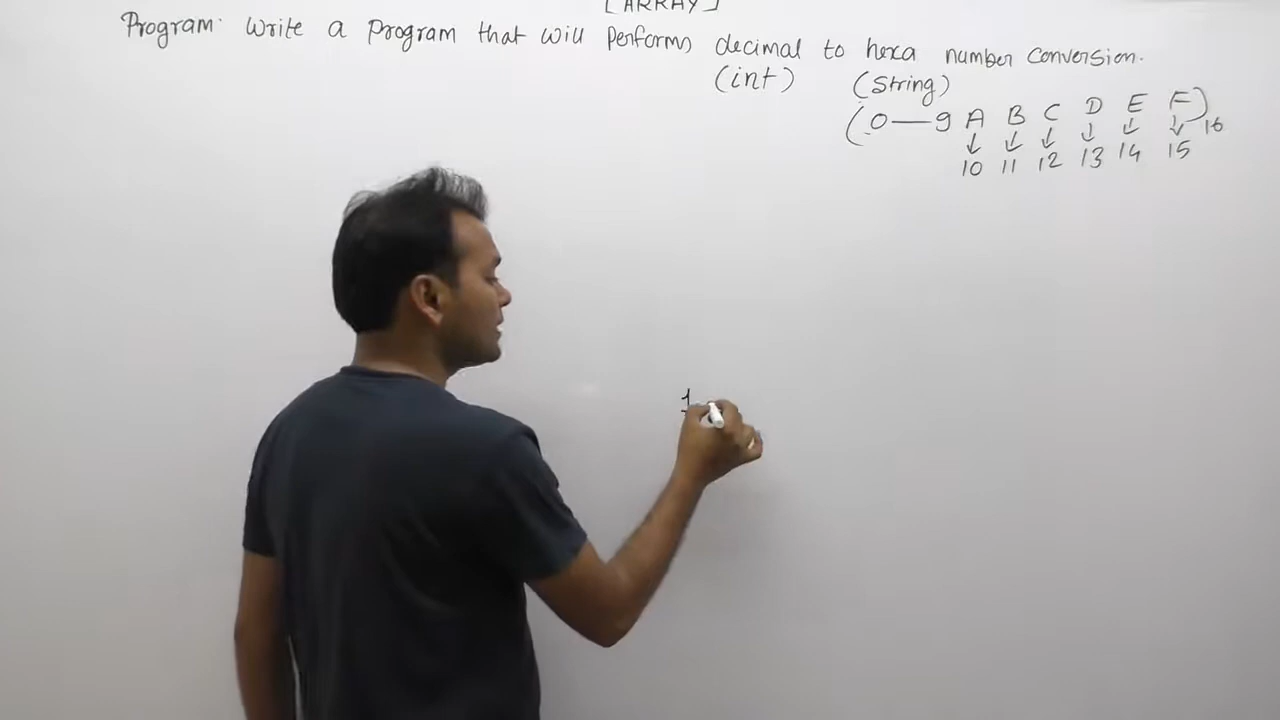 [ARRAY]
Program: Write a Program that will Performs decimal to hexa number conversion.
(int) (String)
(0—9 A B C D E F)16
10 11 12 13 14 15
1